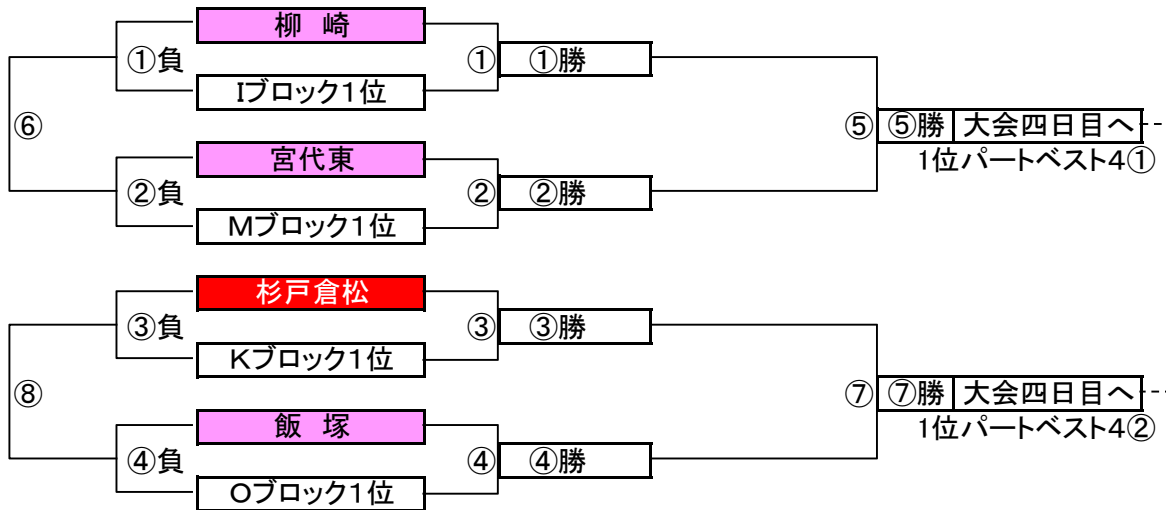 柳 崎
①負 ① ①勝
Iブロック1位
⑥ ⑤ ⑤勝 大会四日目へ
宮代東 1位パートベスト4①
②負 ② ②勝
Mブロック1位
杉戸倉松
③負 ③ ③勝
Kブロック1位
⑧ ⑦ ⑦勝 大会四日目へ
飯 塚 1位パートベスト4②
④負 ④ ④勝
Oブロック1位